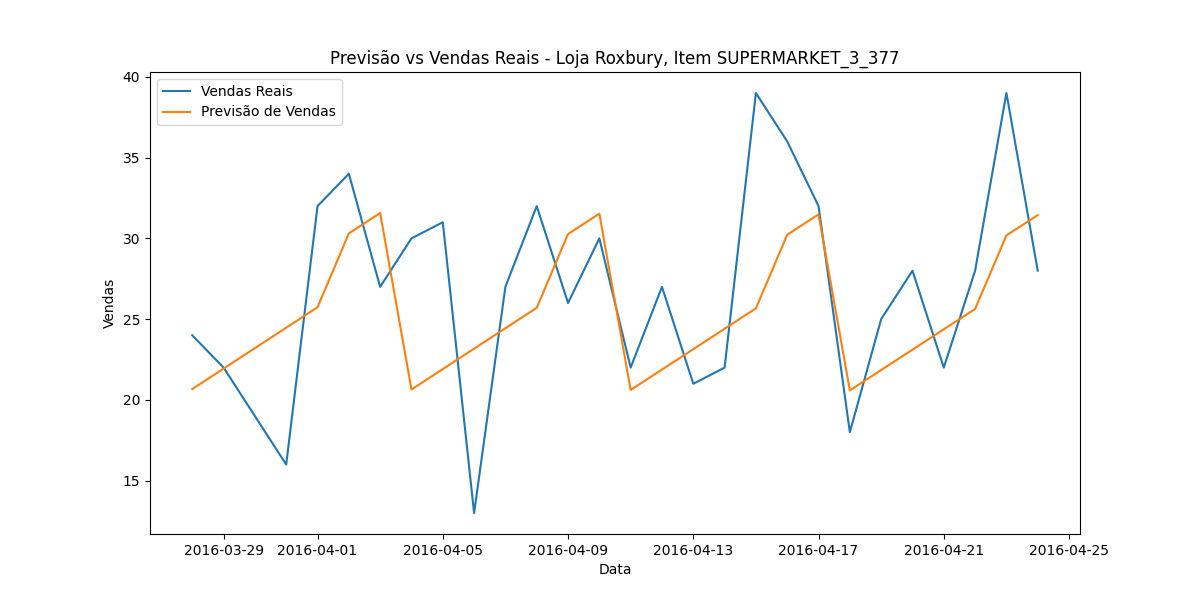 Previsão vs Vendas Reais - Loja Roxbury, Item SUPERMARKET_3_377
Vendas Reais
Previsão de Vendas
40
35
30
25
20
15
Vendas
2016-03-29 2016-04-01 2016-04-05 2016-04-09 2016-04-13 2016-04-17 2016-04-21 2016-04-25
Data